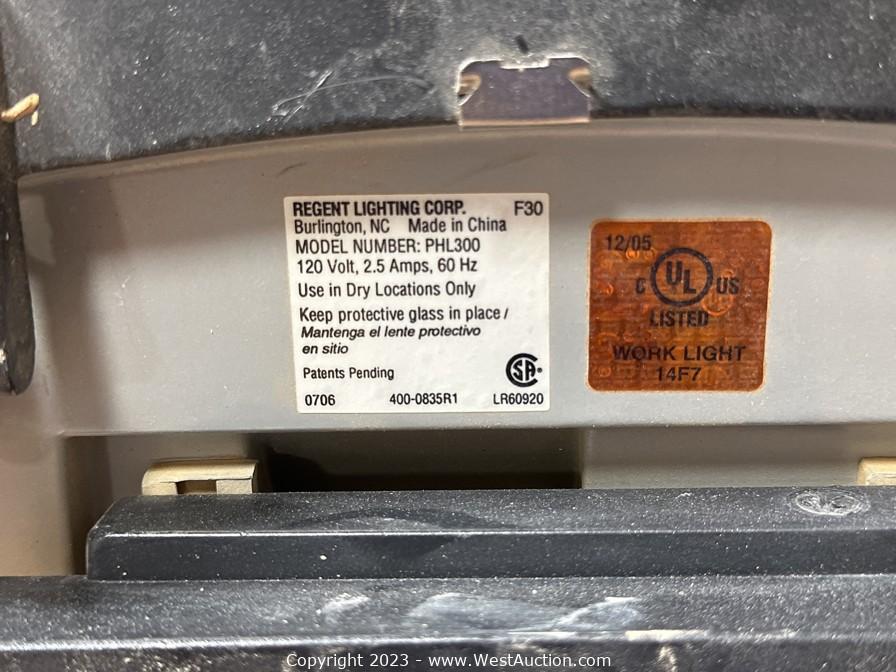 REGENT LIGHTING CORP. F30
Burlington, NC Made in China
MODEL NUMBER: PHL300
120 Volt, 2.5 Amps, 60 Hz
Use in Dry Locations Only
Keep protective glass in place /
Mantenga el lente protectivo
en sitio
Patents Pending
SA
0706 400-0835R1 LR60920
12/05
C UL US
LISTED
WORK LIGHT
14F7
Copyright 2023 - www.WestAuction.com